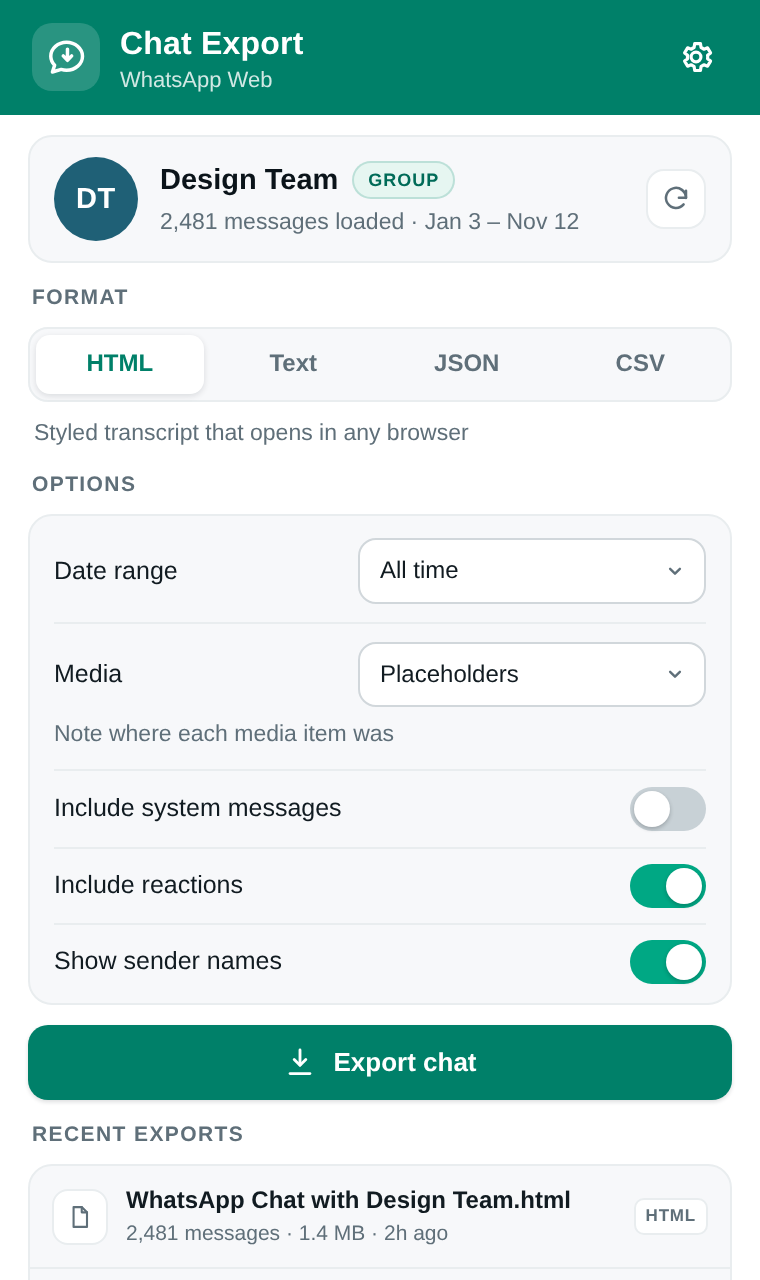 Chat Export
WhatsApp Web
DT
Design Team GROUP
2,481 messages loaded · Jan 3 – Nov 12
FORMAT
HTML Text JSON CSV
Styled transcript that opens in any browser
OPTIONS
Date range All time
Media Placeholders
Note where each media item was
Include system messages
Include reactions
Show sender names
Export chat
RECENT EXPORTS
WhatsApp Chat with Design Team.html
2,481 messages · 1.4 MB · 2h ago
HTML